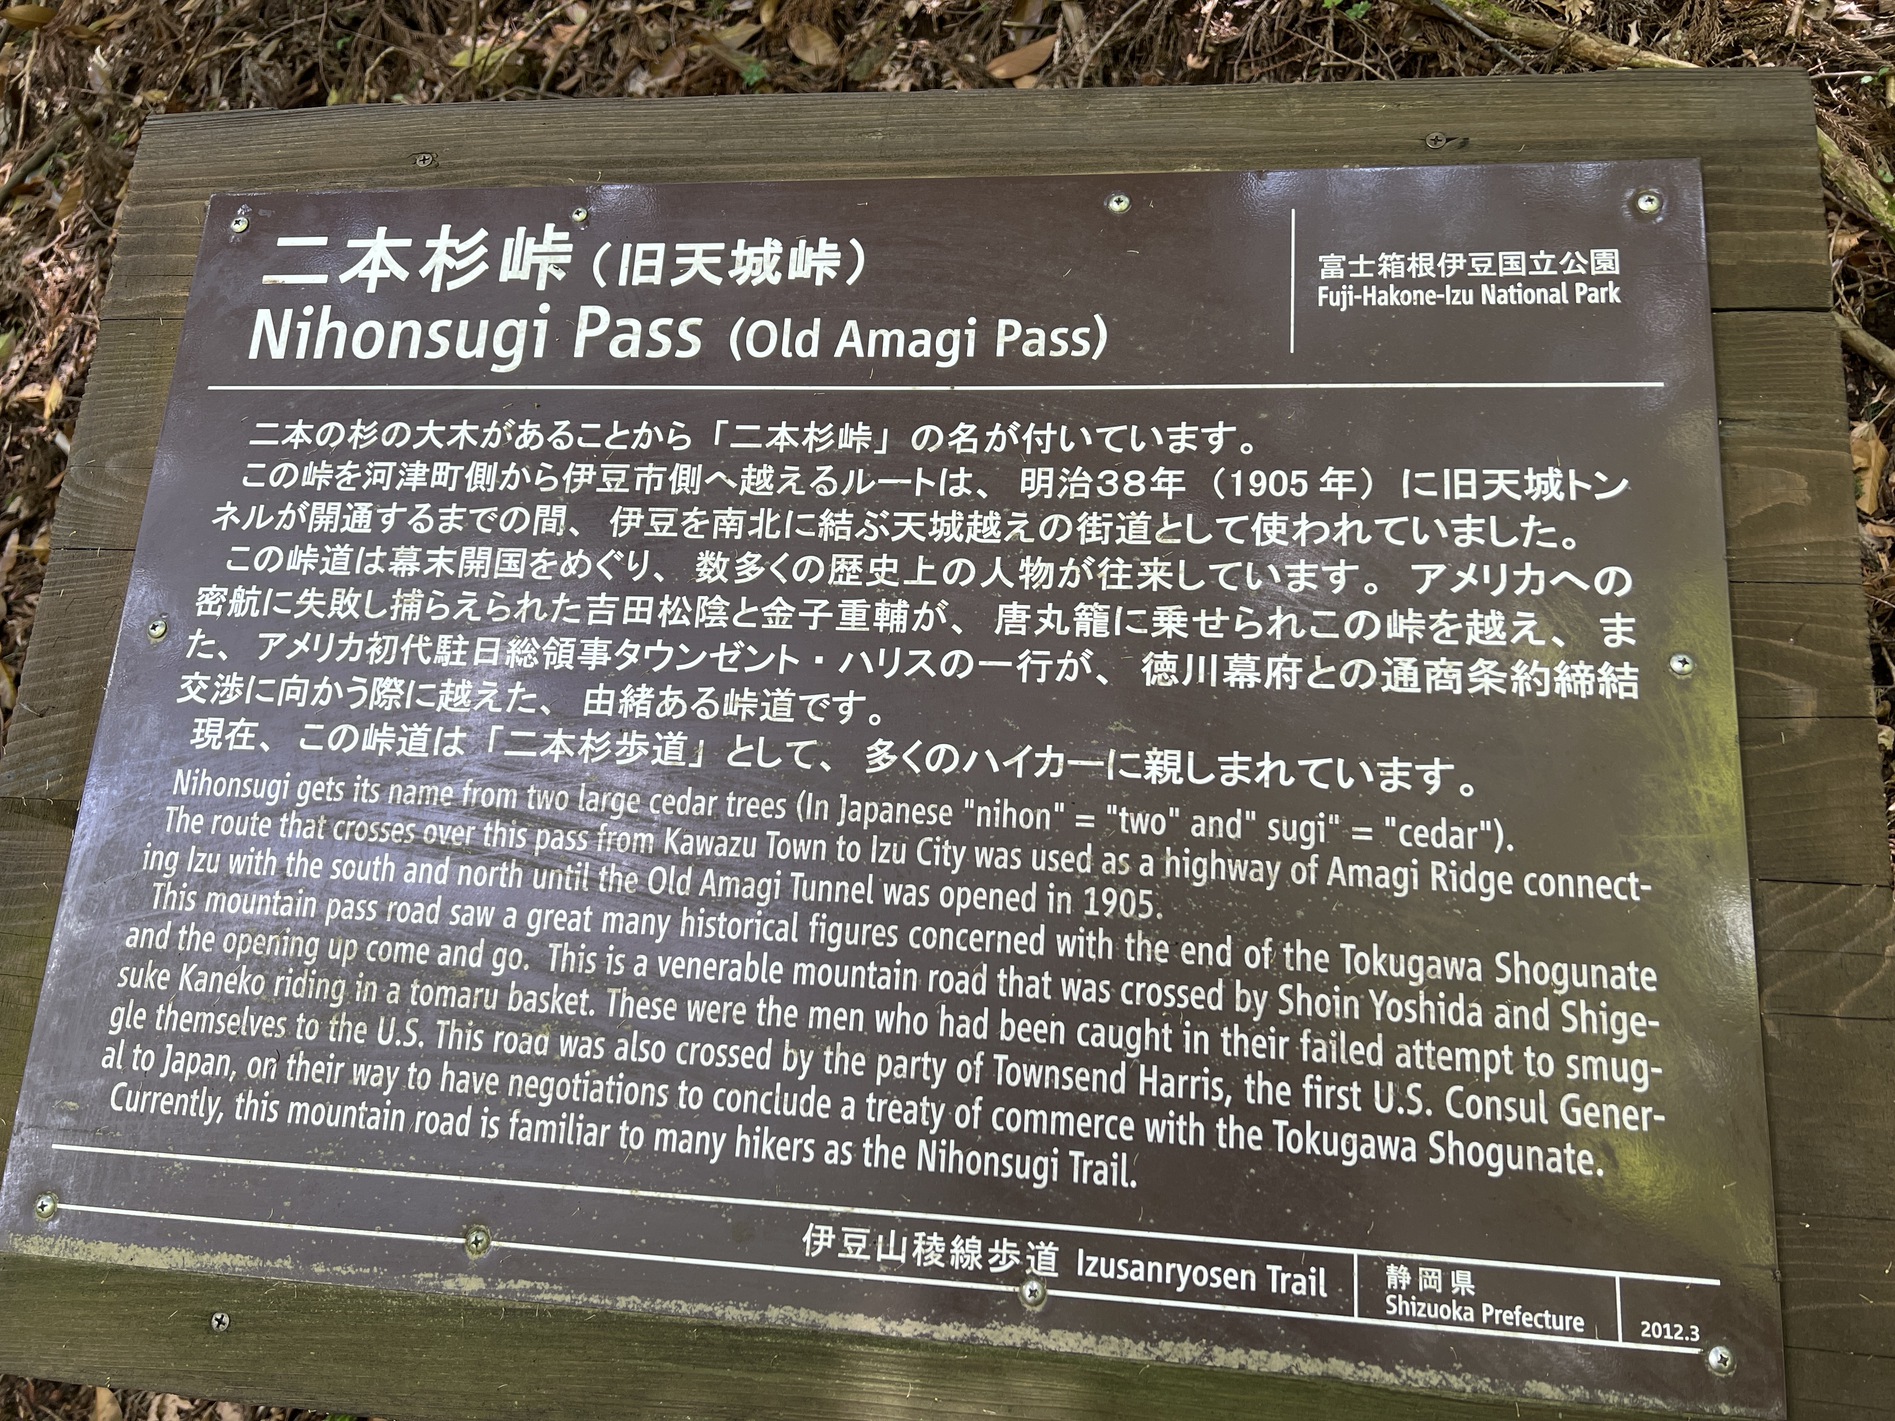 二本杉峠（旧天城峠）
Nihonsugi Pass (Old Amagi Pass)
富士箱根伊豆国立公園
Fuji-Hakone-Izu National Park
二本の杉の大木があることから「二本杉峠」の名が付いています。
この峠を河津町側から伊豆市側へ越えるルートは、明治38年（1905年）に旧天城トン
ネルが開通するまでの間、伊豆を南北に結ぶ天城越えの街道として使われていました。
この峠道は幕末開国をめぐり、数多くの歴史上の人物が往来しています。アメリカへの
密航に失敗し捕らえられた吉田松陰と金子重輔が、唐丸籠に乗せられこの峠を越え、ま
た、アメリカ初代駐日総領事タウンゼント・ハリスの一行が、徳川幕府との通商条約締結
交渉に向かう際に越えた、由緒ある峠道です。
現在、この峠道は「二本杉歩道」として、多くのハイカーに親しまれています。
Nihonsugi gets its name from two large cedar trees (In Japanese "nihon" = "two" and" sugi" = "cedar").
The route that crosses over this pass from Kawazu Town to Izu City was used as a highway of Amagi Ridge connect-
ing Izu with the south and north until the Old Amagi Tunnel was opened in 1905.
This mountain pass road saw a great many historical figures concerned with the end of the Tokugawa Shogunate
and the opening up come and go. This is a venerable mountain road that was crossed by Shoin Yoshida and Shige-
suke Kaneko riding in a tomaru basket. These were the men who had been caught in their failed attempt to smug-
gle themselves to the U.S. This road was also crossed by the party of Townsend Harris, the first U.S. Consul Gener-
al to Japan, on their way to have negotiations to conclude a treaty of commerce with the Tokugawa Shogunate.
Currently, this mountain road is familiar to many hikers as the Nihonsugi Trail.
伊豆山稜線歩道 Izusanryosen Trail
静岡県
Shizuoka Prefecture
2012.3